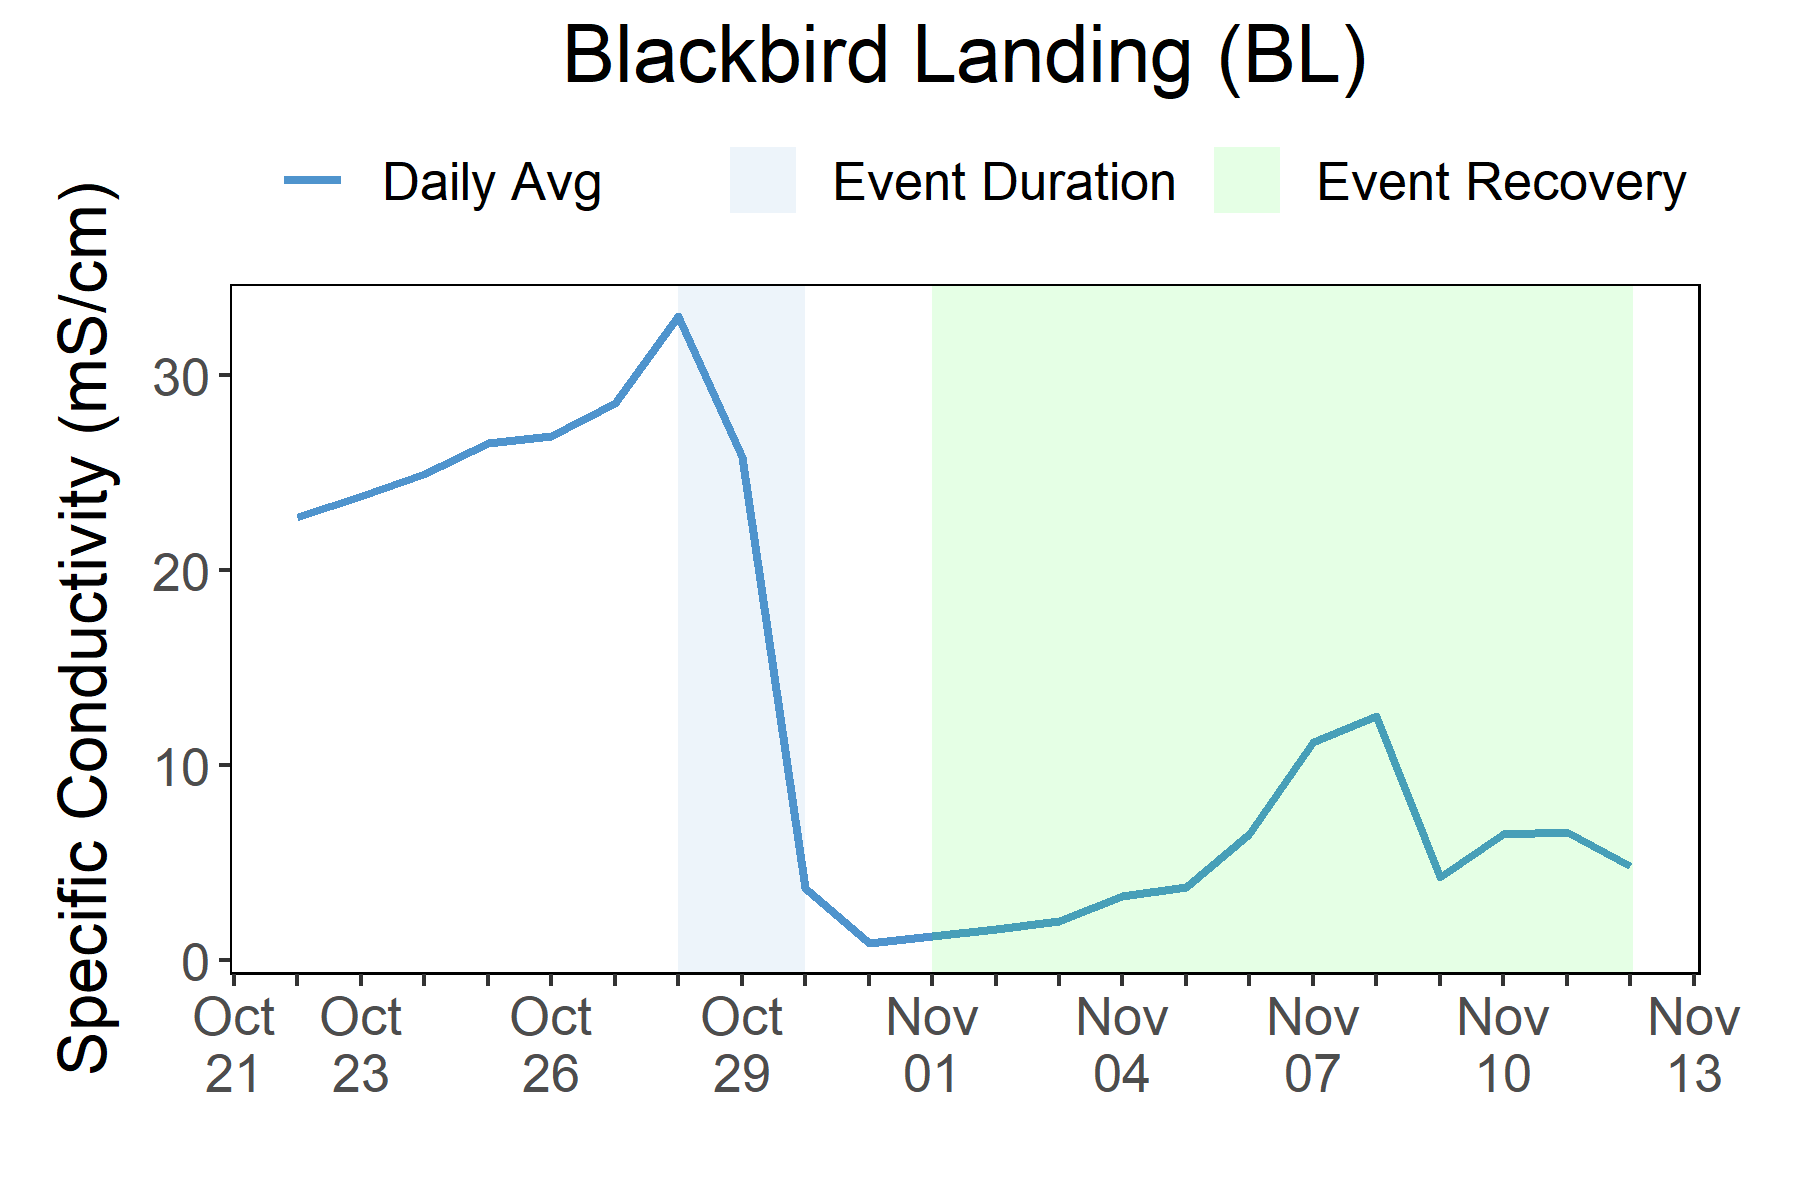 Blackbird Landing (BL)
Daily Avg
Event Duration
Event Recovery
Specific Conductivity (mS/cm)
30
20
10
0
Oct 21
Oct 23
Oct 26
Oct 29
Nov 01
Nov 04
Nov 07
Nov 10
Nov 13